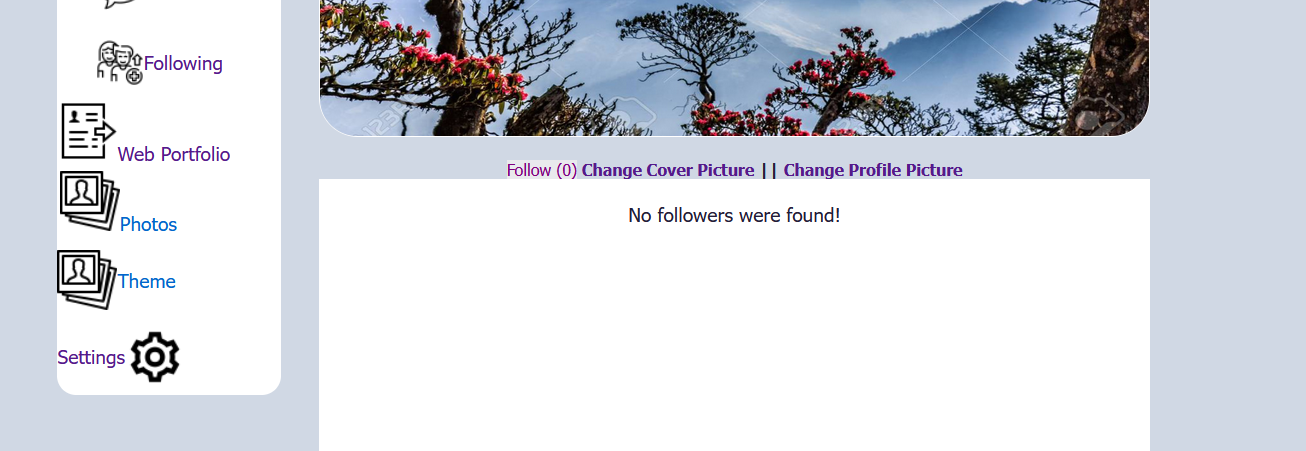 Following
Web Portfolio
Photos
Theme
Settings
Follow (0) Change Cover Picture || Change Profile Picture
No followers were found!